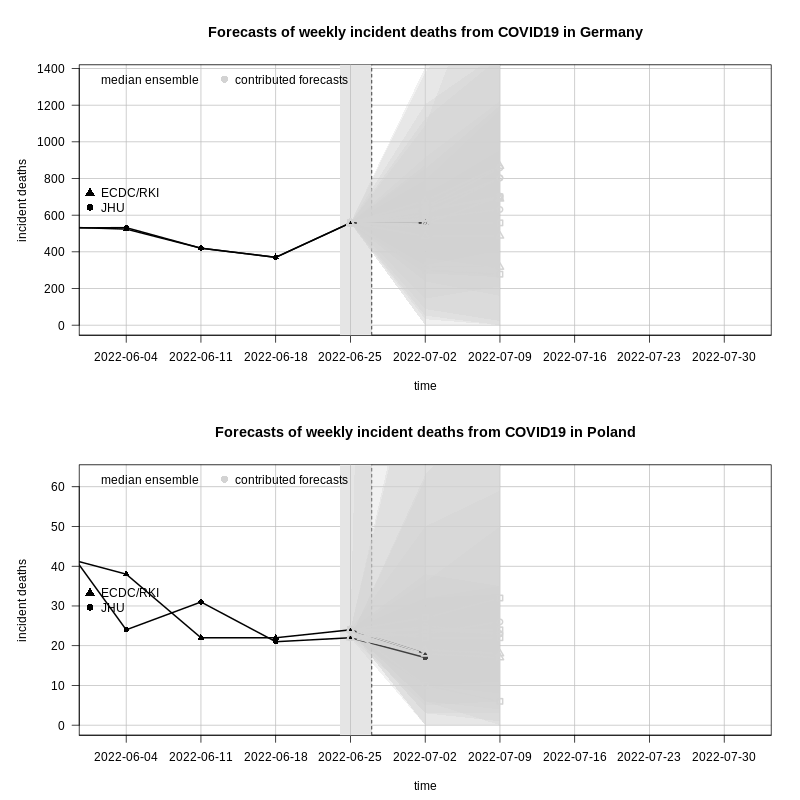 Forecasts of weekly incident deaths from COVID19 in Germany
median ensemble contributed forecasts
1400
1200
1000
800
600
400
200
0
incident deaths
ECDC/RKI
JHU
2022-06-04 2022-06-11 2022-06-18 2022-06-25 2022-07-02 2022-07-09 2022-07-16 2022-07-23 2022-07-30
time
Forecasts of weekly incident deaths from COVID19 in Poland
median ensemble contributed forecasts
60
50
40
30
20
10
0
incident deaths
ECDC/RKI
JHU
2022-06-04 2022-06-11 2022-06-18 2022-06-25 2022-07-02 2022-07-09 2022-07-16 2022-07-23 2022-07-30
time